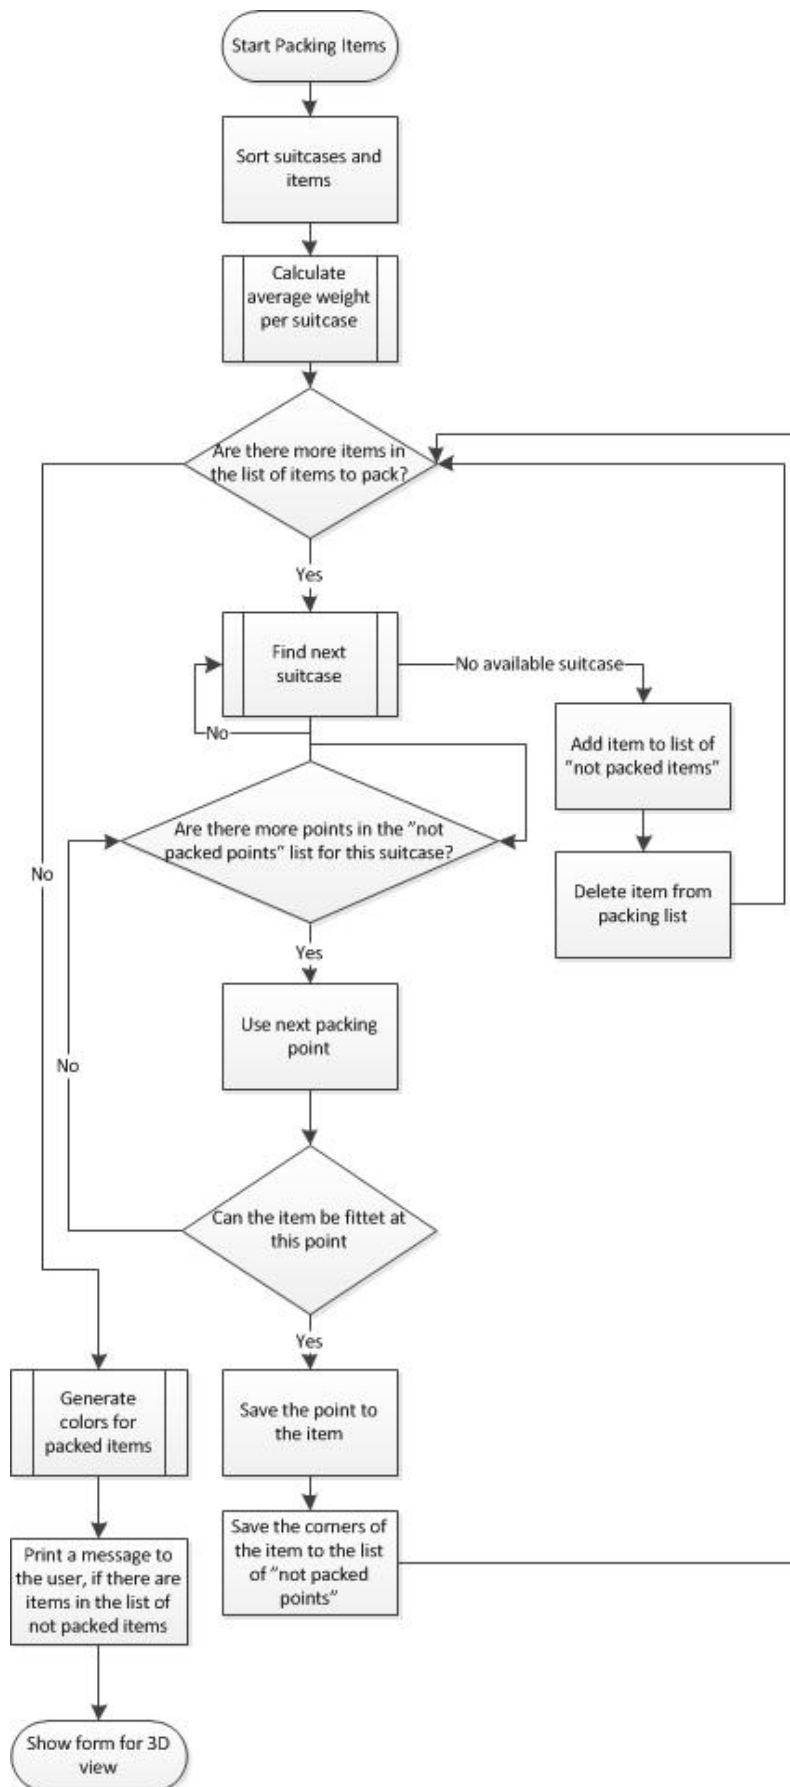 Start Packing Items
Sort suitcases and
items
Calculate
average weight
per suitcase
Are there more items in
the list of items to pack?
Yes
Find next
suitcase
No available suitcase
No
Add item to list of
”not packed items”
Are there more points in the ”not
packed points” list for this suitcase?
No
Delete item from
packing list
Yes
Use next packing
point
No
Can the item be fittet at
this point
Yes
Generate
colors for
packed items
Save the point to
the item
Save the corners of
the item to the list
of ”not packed
points”
Print a message to
the user, if there are
items in the list of
not packed items
Show form for 3D
view